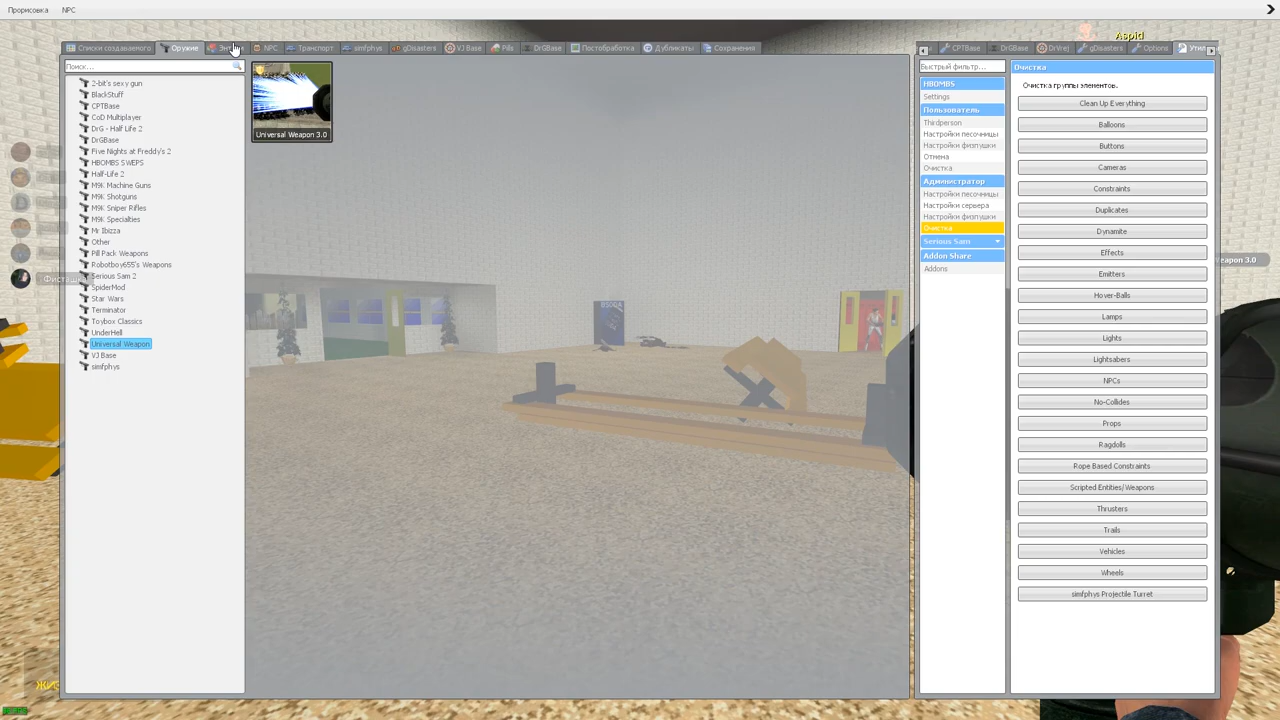 Прорисовка NPC
Aspid
Списки создаваемого Оружие NPC Транспорт simfphys gDisasters VJ Base Pills DrGBase Постобработка Дубликаты Сохранения
CPTBase DrGBase DrVrej gDisasters Options
Поиск...
2-bit's sexy gun
BlackStuff
CPTBase
CoD Multiplayer
DrG - Half Life 2
DrGBase
Five Nights at Freddy's 2
HBOMBS SWEPS
Half-Life 2
M9K Machine Guns
M9K Shotguns
M9K Sniper Rifles
M9K Specialties
Mr Ibizza
Other
Pill Pack Weapons
Robotboy655's Weapons
Serious Sam 2
SpiderMod
Star Wars
Terminator
Toybox Classics
UnderHell
Universal Weapon
VJ Base
simfphys
Universal Weapon 3.0
Быстрый фильтр...
HBOMBS
Settings
Пользователь
Thirdperson
Настройки песочницы
Настройки физпушки
Отмена
Очистка
Администратор
Настройки песочницы
Настройки сервера
Настройки физпушки
Очистка
Serious Sam
Addon Share
Addons
Очистка
Очистка группы элементов.
Clean Up Everything
Balloons
Buttons
Cameras
Constraints
Duplicates
Dynamite
Effects
Emitters
Hover-Balls
Lamps
Lights
Lightsabers
NPCs
No-Collides
Props
Ragdolls
Rope Based Constraints
Scripted Entities/Weapons
Thrusters
Trails
Vehicles
Wheels
simfphys Projectile Turret